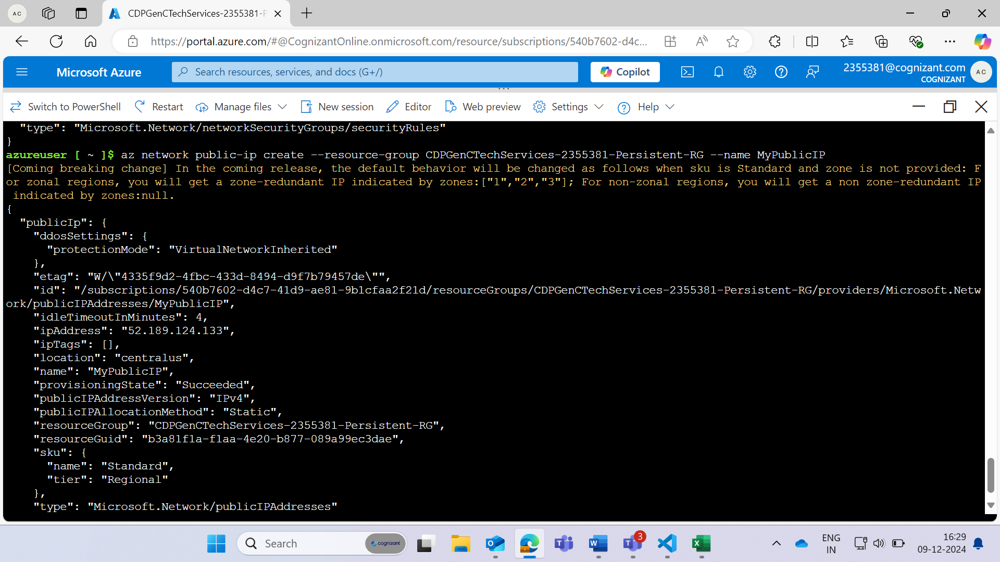 AC
CDPGenCTechServices-2355381-P
https://portal.azure.com/#@CognizantOnline.onmicrosoft.com/resource/subscriptions/540b7602-d4c...
Microsoft Azure
Search resources, services, and docs (G+/)
Copilot
2355381@cognizant.com
COGNIZANT
AC
Switch to PowerShell Restart Manage files New session Editor Web preview Settings Help
"type": "Microsoft.Network/networkSecurityGroups/securityRules"
}
azureuser [ ~ ]$ az network public-ip create --resource-group CDPGenCTechServices-2355381-Persistent-RG --name MyPublicIP
[Coming breaking change] In the coming release, the default behavior will be changed as follows when sku is Standard and zone is not provided: F
or zonal regions, you will get a zone-redundant IP indicated by zones:["1","2","3"]; For non-zonal regions, you will get a non zone-redundant IP
indicated by zones:null.
{
"publicIp": {
"ddosSettings": {
"protectionMode": "VirtualNetworkInherited"
},
"etag": "W/\"4335f9d2-4fbc-433d-8494-d9f7b79457de\"",
"id": "/subscriptions/540b7602-d4c7-41d9-ae81-9b1cfaa2f21d/resourceGroups/CDPGenCTechServices-2355381-Persistent-RG/providers/Microsoft.Netw
ork/publicIPAddresses/MyPublicIP",
"idleTimeoutInMinutes": 4,
"ipAddress": "52.189.124.133",
"ipTags": [],
"location": "centralus",
"name": "MyPublicIP",
"provisioningState": "Succeeded",
"publicIPAddressVersion": "IPv4",
"publicIPAllocationMethod": "Static",
"resourceGroup": "CDPGenCTechServices-2355381-Persistent-RG",
"resourceGuid": "b3a81f1a-f1aa-4e20-b877-089a99ec3dae",
"sku": {
"name": "Standard",
"tier": "Regional"
},
"type": "Microsoft.Network/publicIPAddresses"
Search
cognizant
3
ENG
IN
16:29
09-12-2024